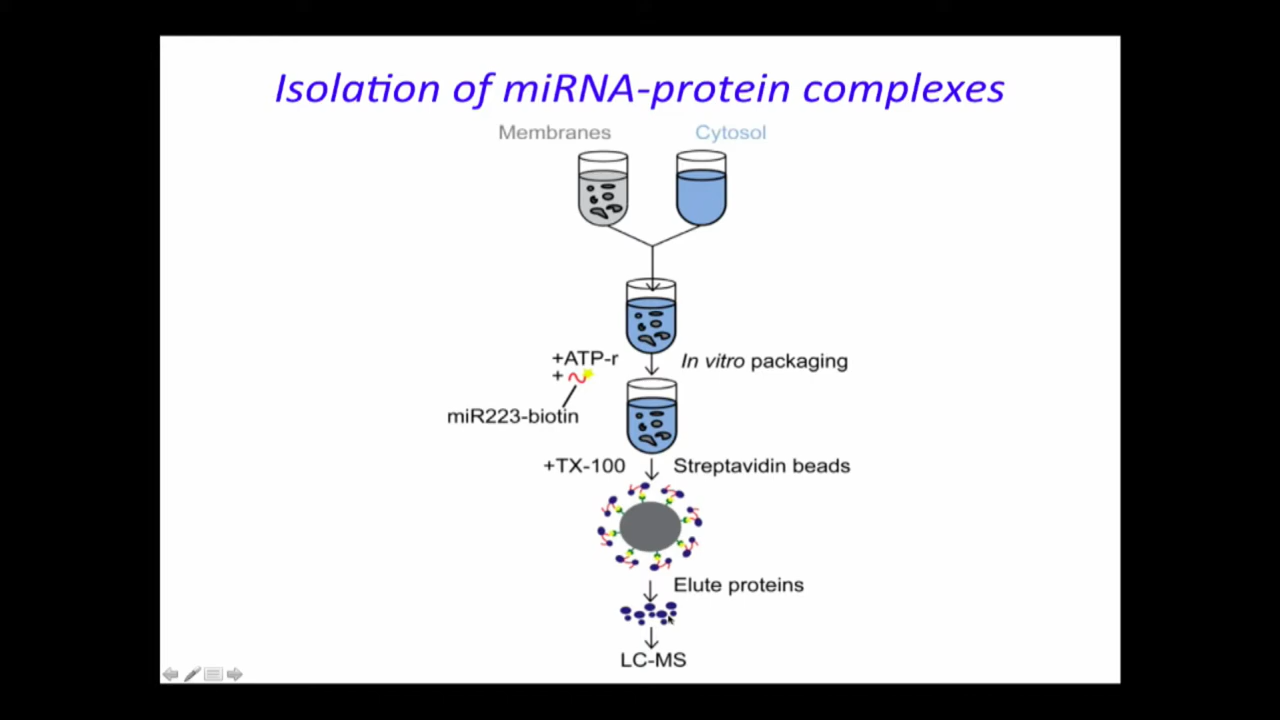 Isolation of miRNA-protein complexes
Membranes
Cytosol
+ATP-r
+
In vitro packaging
miR223-biotin
+TX-100
Streptavidin beads
Elute proteins
LC-MS